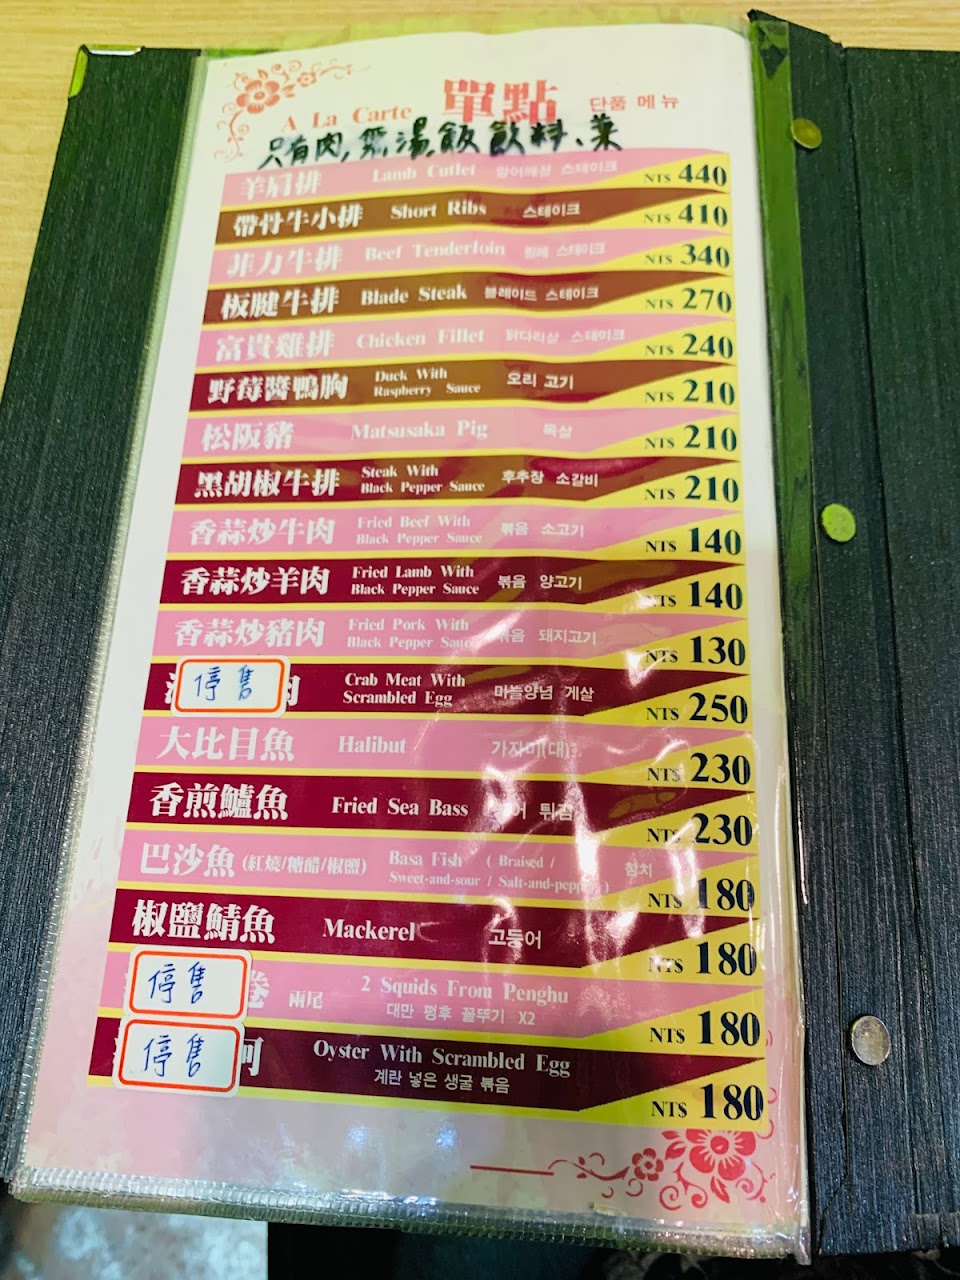 A La Carte 單點 단품 메뉴
只有肉,無湯,飯,飲料、菜
羊肩排 Lamb Cutlet 스테이크 NT$ 440
帶骨牛小排 Short Ribs 스테이크 NT$ 410
菲力牛排 Beef Tenderloin 필레 스테이크 NT$ 340
板腱牛排 Blade Steak 블레이드 스테이크 NT$ 270
富貴雞排 Chicken Fillet 닭다리살 스테이크 NT$ 240
野莓醬鴨胸 Duck With Raspberry Sauce 오리 고기 NT$ 210
松阪豬 Matsusaka Pig 목살 NT$ 210
黑胡椒牛排 Steak With Black Pepper Sauce 후추장 소갈비 NT$ 210
香蒜炒牛肉 Fried Beef With Black Pepper Sauce 볶음 소고기 NT$ 140
香蒜炒羊肉 Fried Lamb With Black Pepper Sauce 볶음 양고기 NT$ 140
香蒜炒豬肉 Fried Pork With Black Pepper Sauce 볶음 돼지고기 NT$ 130
停售 Crab Meat With Scrambled Egg 마늘양념 게살 NT$ 250
大比目魚 Halibut 가자미(대) NT$ 230
香煎鱸魚 Fried Sea Bass 튀김 NT$ 230
巴沙魚 (紅燒/糖醋/椒鹽) Basa Fish ( Braised / Sweet-and-sour / Salt-and-pepper ) 참치 NT$ 180
椒鹽鯖魚 Mackerel 고등어 NT$ 180
停售 卷 兩尾 2 Squids From Penghu NT$ 180
대만 펑후 꼴뚜기 X2
停售 Oyster With Scrambled Egg NT$ 180
계란 넣은 생굴 볶음